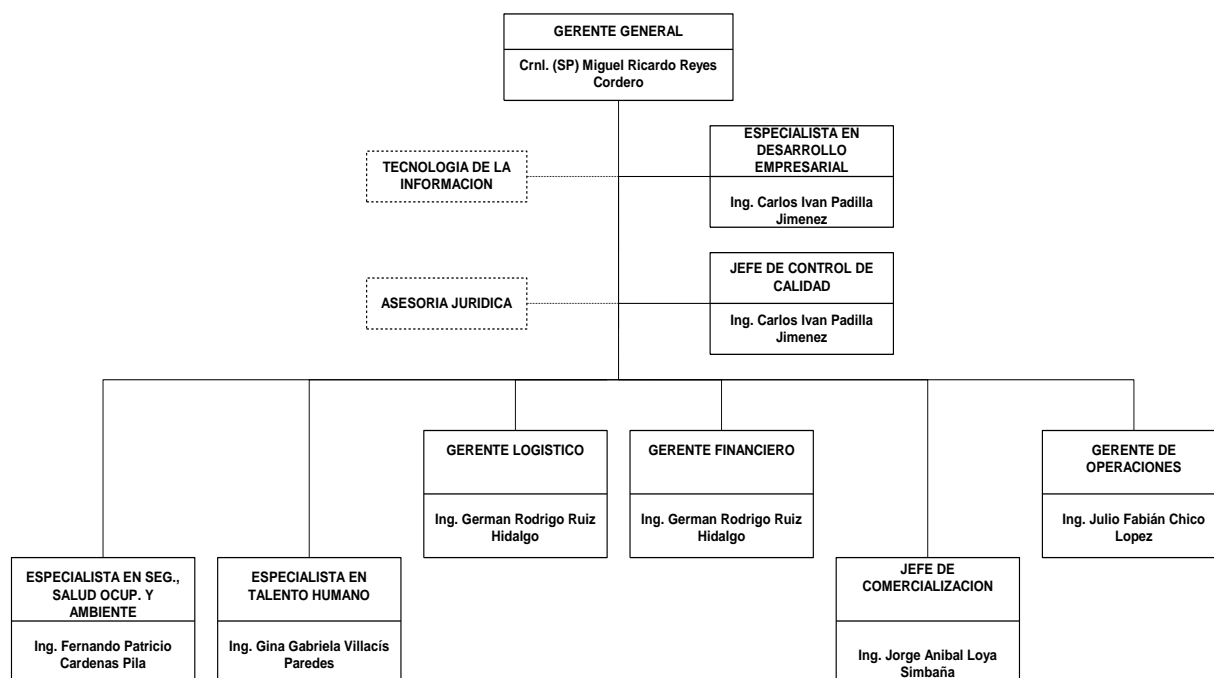 GERENTE GENERAL
Crnl. (SP) Miguel Ricardo Reyes
Cordero
TECNOLOGIA DE LA
INFORMACION
ESPECIALISTA EN
DESARROLLO
EMPRESARIAL
Ing. Carlos Ivan Padilla
Jimenez
ASESORIA JURIDICA
JEFE DE CONTROL DE
CALIDAD
Ing. Carlos Ivan Padilla
Jimenez
GERENTE LOGISTICO
Ing. German Rodrigo Ruiz
Hidalgo
GERENTE FINANCIERO
Ing. German Rodrigo Ruiz
Hidalgo
GERENTE DE
OPERACIONES
Ing. Julio Fabián Chico
Lopez
ESPECIALISTA EN SEG.,
SALUD OCUP. Y
AMBIENTE
Ing. Fernando Patricio
Cardenas Pila
ESPECIALISTA EN
TALENTO HUMANO
Ing. Gina Gabriela Villacís
Paredes
JEFE DE
COMERCIALIZACION
Ing. Jorge Anibal Loya
Simbaña